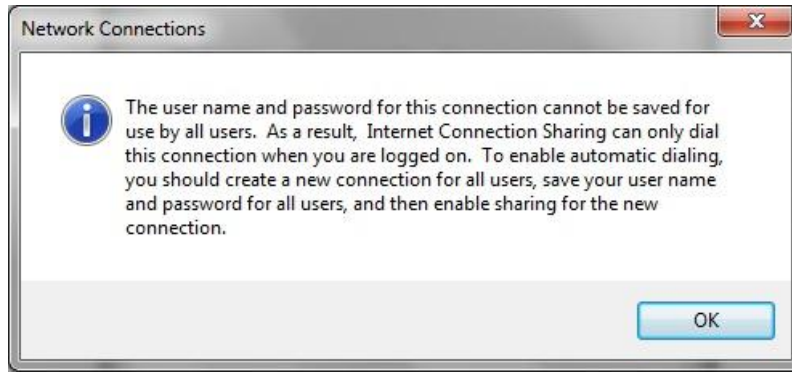 Network Connections
The user name and password for this connection cannot be saved for
use by all users.  As a result,  Internet Connection Sharing can only dial
this connection when you are logged on.  To enable automatic dialing,
you should create a new connection for all users, save your user name
and password for all users, and then enable sharing for the new
connection.
OK